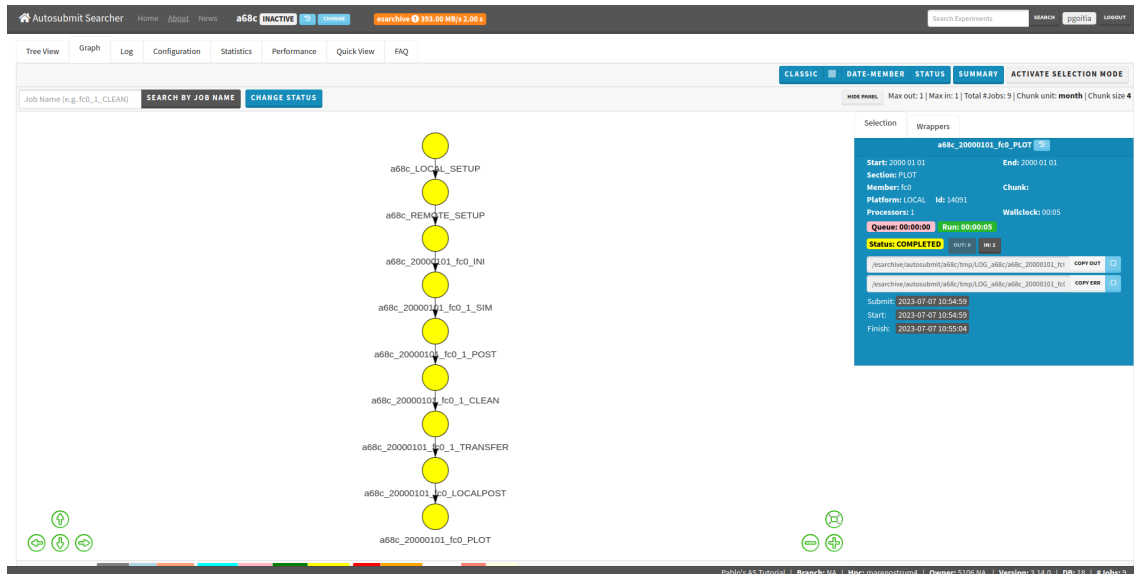 Autosubmit Searcher Home About News a68c INACTIVE CHANGE esarchive 393.00 MB/s 2.00 s Search Experiments SEARCH pgoitia LOGOUT
Tree View Graph Log Configuration Statistics Performance Quick View FAQ
CLASSIC DATE-MEMBER STATUS SUMMARY ACTIVATE SELECTION MODE
Job Name (e.g. fc0_1_CLEAN) SEARCH BY JOB NAME CHANGE STATUS HIDE PANEL Max out: 1 | Max in: 1 | Total #Jobs: 9 | Chunk unit: month | Chunk size 4
Selection Wrappers
a68c_20000101_fc0_PLOT
Start: 2000 01 01 End: 2000 01 01
Section: PLOT
Member: fc0 Chunk:
Platform: LOCAL Id: 14091
Processors: 1 Wallclock: 00:05
Queue: 00:00:00 Run: 00:00:05
Status: COMPLETED OUT: 0 IN: 1
/esarchive/autosubmit/a68c/tmp/LOG_a68c/a68c_20000101_fc( COPY OUT
/esarchive/autosubmit/a68c/tmp/LOG_a68c/a68c_20000101_fc( COPY ERR
Submit: 2023-07-07 10:54:59
Start: 2023-07-07 10:54:59
Finish: 2023-07-07 10:55:04
a68c_LOCAL_SETUP
a68c_REMOTE_SETUP
a68c_20000101_fc0_INI
a68c_20000101_fc0_1_SIM
a68c_20000101_fc0_1_POST
a68c_20000101_fc0_1_CLEAN
a68c_20000101_fc0_1_TRANSFER
a68c_20000101_fc0_LOCALPOST
a68c_20000101_fc0_PLOT
Pablo's AS Tutorial | Branch: NA | Hpc: marenostrum4 | Owner: 5106 NA | Version: 3.14.0 | DB: 18 | # Jobs: 9